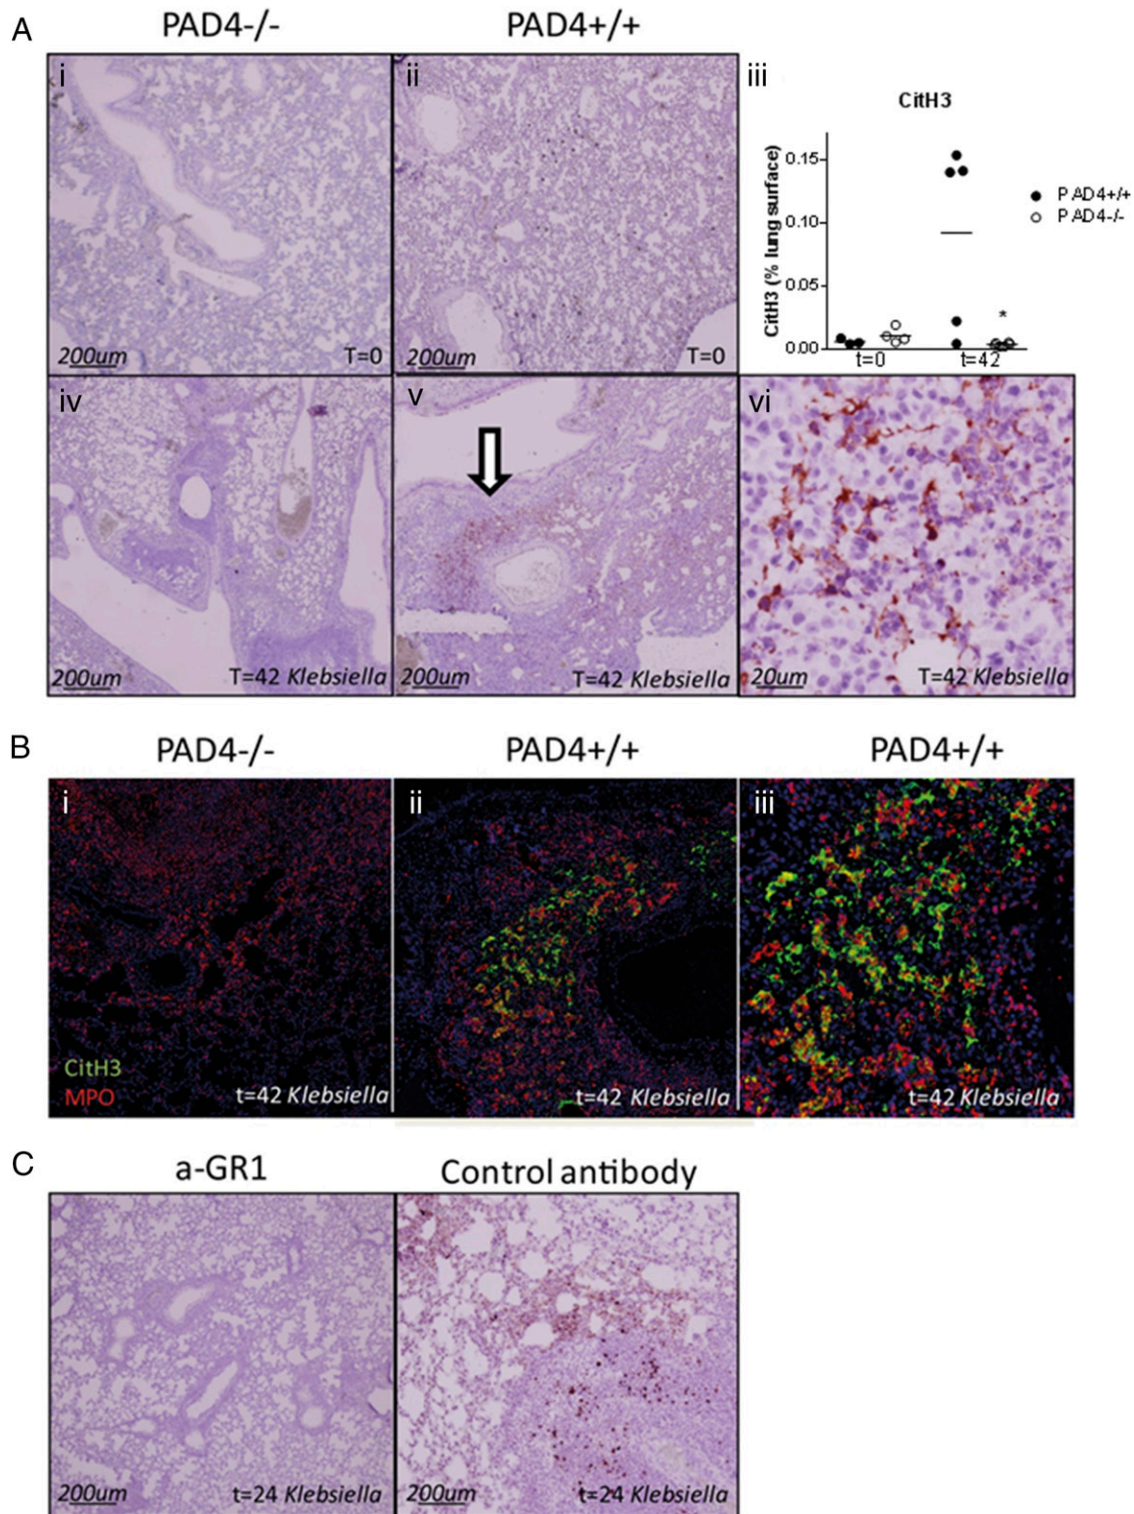 A
PAD4-/-
PAD4+/+
i
200um
T=0
ii
200um
T=0
iii
CitH3
CitH3 (% lung surface)
0.15
0.10
0.05
0.00
t=0
t=42
*
PAD4+/+
PAD4-/-
iv
200um
T=42 Klebsiella
v
200um
T=42 Klebsiella
vi
20um
T=42 Klebsiella
B
PAD4-/-
PAD4+/+
PAD4+/+
i
CitH3
MPO
t=42 Klebsiella
ii
t=42 Klebsiella
iii
t=42 Klebsiella
C
a-GR1
Control antibody
200um
t=24 Klebsiella
200um
t=24 Klebsiella